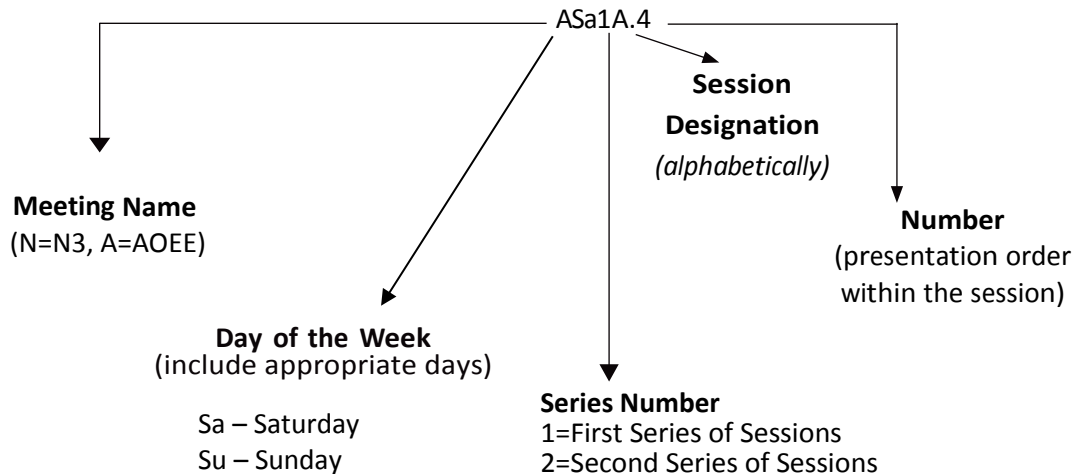 ASa1A.4
Session
Designation
(alphabetically)
Meeting Name
(N=N3, A=AOEE)
Number
(presentation order
within the session)
Day of the Week
(include appropriate days)
Sa – Saturday
Su – Sunday
Series Number
1=First Series of Sessions
2=Second Series of Sessions